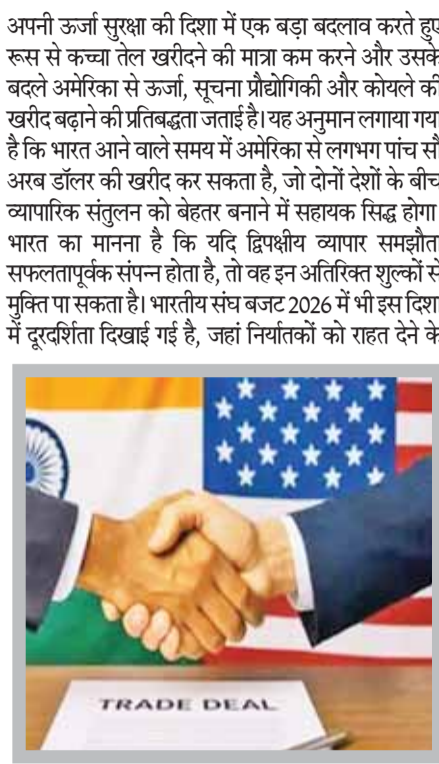 अपनी ऊर्जा सुरक्षा की दिशा में एक बड़ा बदलाव करते हुए
रूस से कच्चा तेल खरीदने की मात्रा कम करने और उसके
बदले अमेरिका से ऊर्जा, सूचना प्रौद्योगिकी और कोयले की
खरीद बढ़ाने की प्रतिबद्धता जताई है। यह अनुमान लगाया गया
है कि भारत आने वाले समय में अमेरिका से लगभग पांच सौ
अरब डॉलर की खरीद कर सकता है, जो दोनों देशों के बीच
व्यापारिक संतुलन को बेहतर बनाने में सहायक सिद्ध होगा
भारत का मानना है कि यदि द्विपक्षीय व्यापार समझौता
सफलतापूर्वक संपन्न होता है, तो वह इन अतिरिक्त शुल्कों से
मुक्ति पा सकता है। भारतीय संघ बजट 2026 में भी इस दिशा
में दूरदर्शिता दिखाई गई है, जहां निर्यातकों को राहत देने के
TRADE DEAL